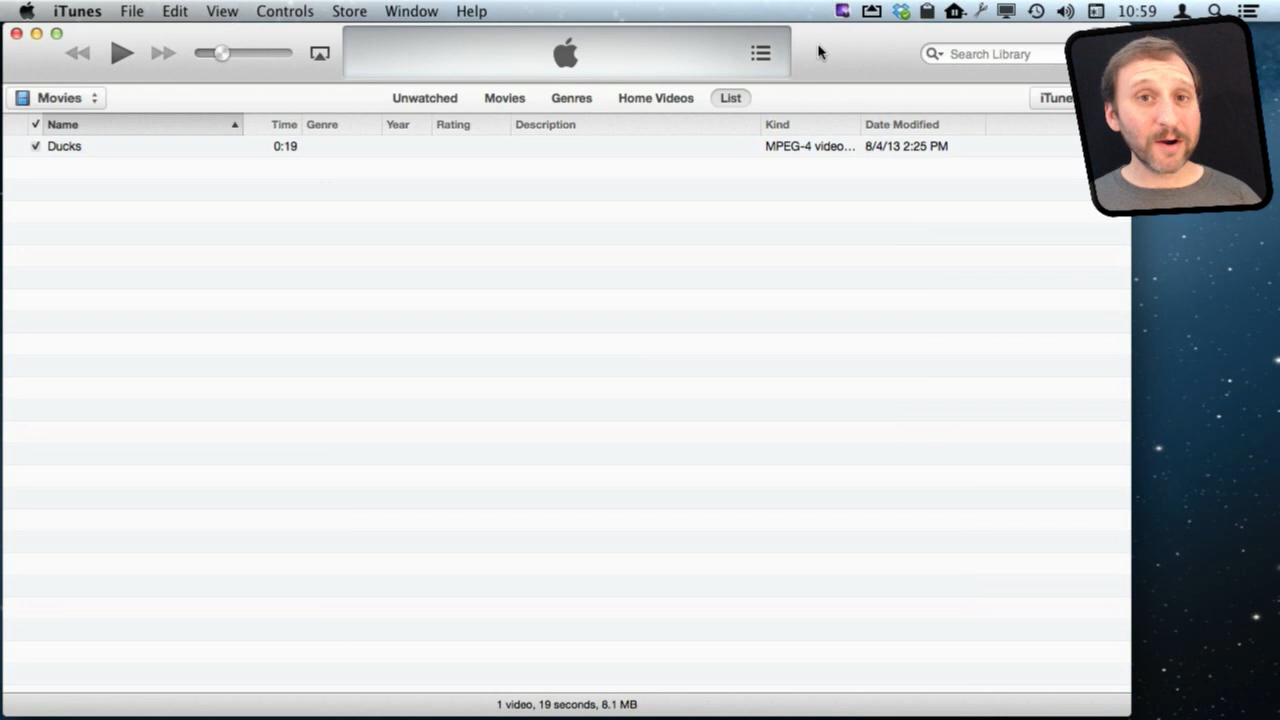 iTunes File Edit View Controls Store Window Help 10:59
Search Library
Movies Unwatched Movies Genres Home Videos List iTune
✓ Name Time Genre Year Rating Description Kind Date Modified
✓ Ducks 0:19 MPEG-4 video... 8/4/13 2:25 PM
1 video, 19 seconds, 8.1 MB